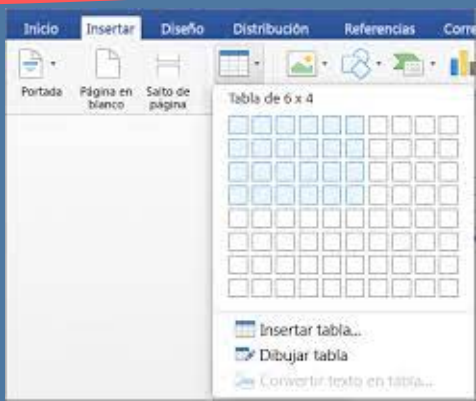 Inicio Insertar Diseño Distribución Referencias Corre
Portada Página en blanco Salto de página
Tabla de 6 x 4
Insertar tabla...
Dibujar tabla
Convertir texto en tabla...